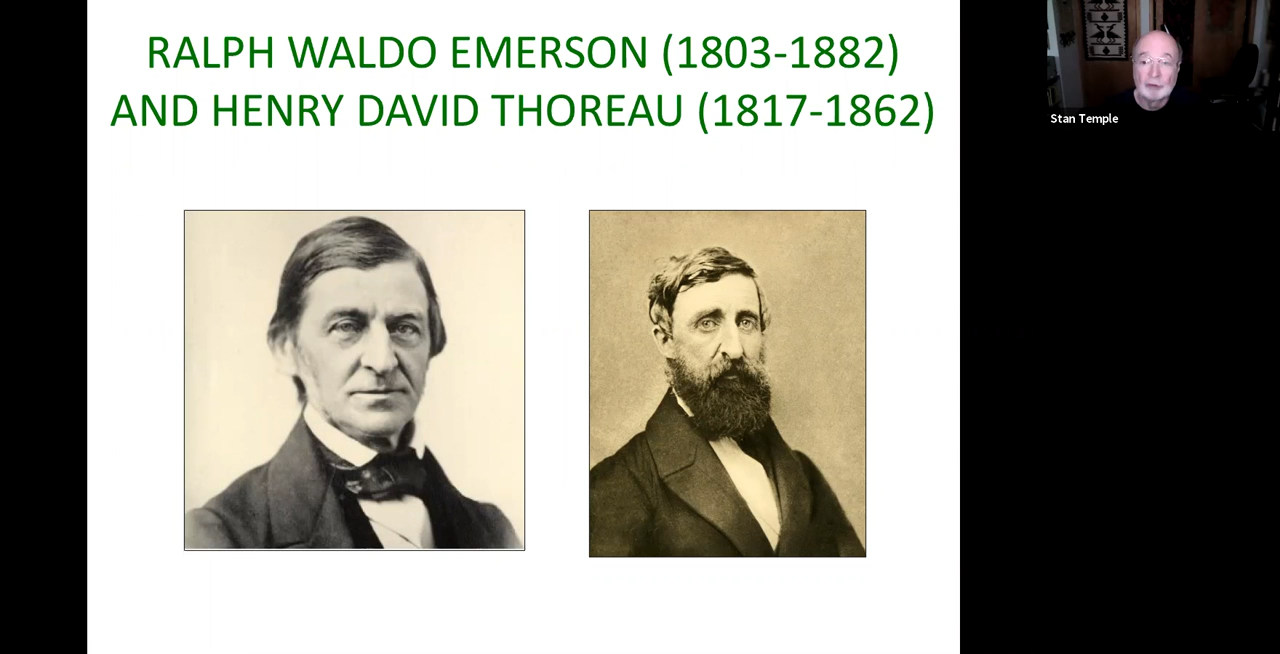 RALPH WALDO EMERSON (1803-1882)
AND HENRY DAVID THOREAU (1817-1862)
Stan Temple